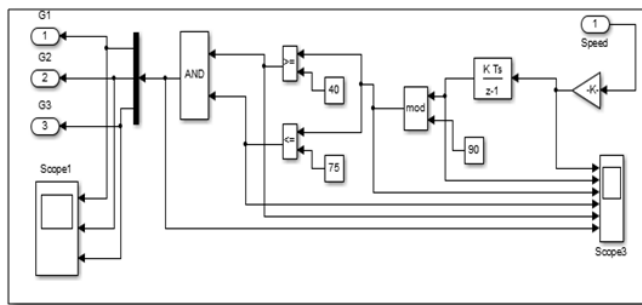 G1
1
G2
2
G3
3
Scope1
AND
>=
40
<=
75
mod
90
K Ts
z-1
-K-
1
Speed
Scope3